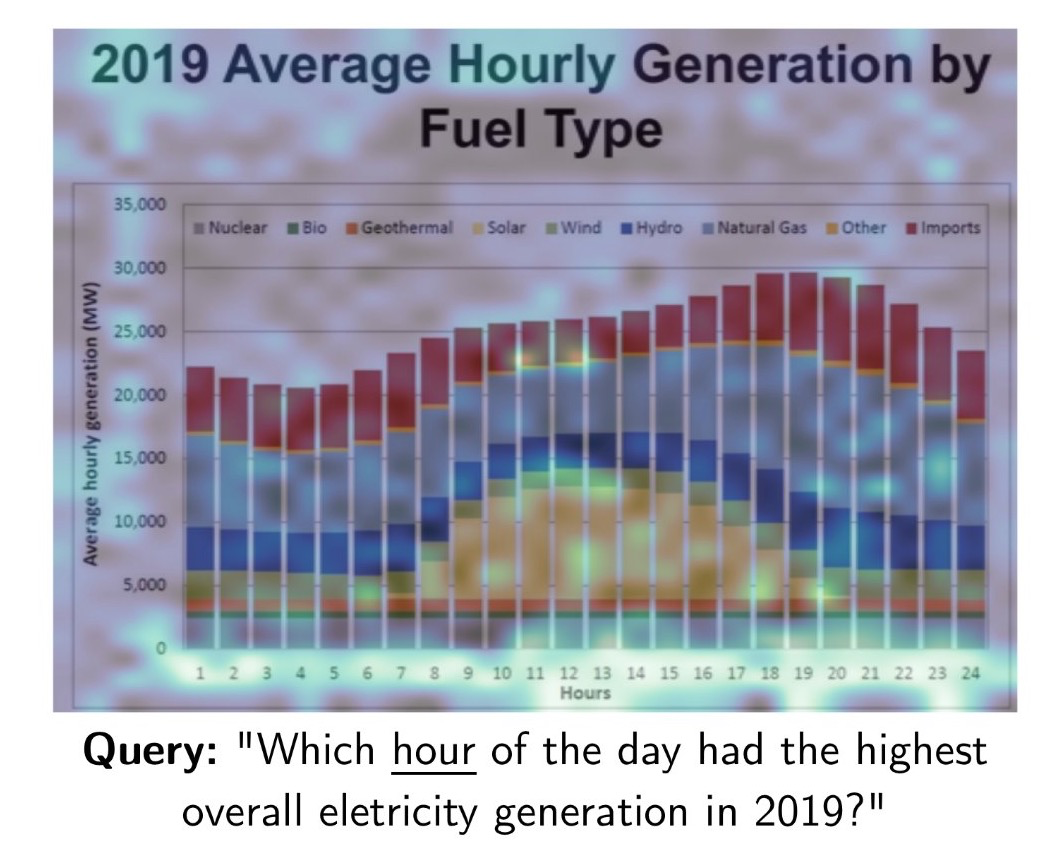 2019 Average Hourly Generation by
Fuel Type
35,000
Nuclear Bio Geothermal Solar Wind Hydro Natural Gas Other Imports
30,000
25,000
20,000
15,000
10,000
5,000
0
Average hourly generation (MW)
1 2 3 4 5 6 7 8 9 10 11 12 13 14 15 16 17 18 19 20 21 22 23 24
Hours
Query: "Which hour of the day had the highest
overall eletricity generation in 2019?"